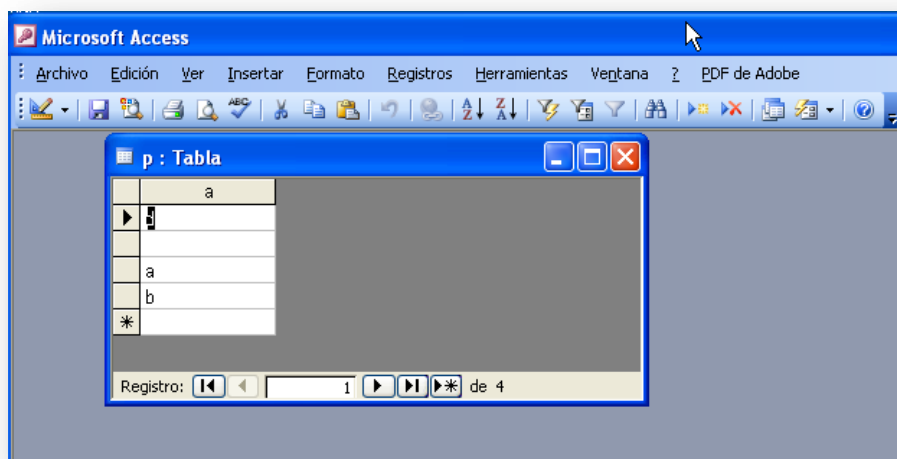 Microsoft Access
Archivo Edición Ver Insertar Formato Registros Herramientas Ventana ? PDF de Adobe
p : Tabla
a
a
b
Registro: 1 de 4